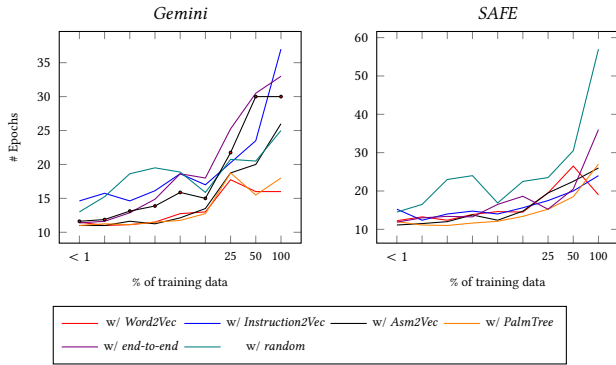 Gemini
SAFE
# Epochs
40
35
30
25
20
15
10
< 1
25
50
100
% of training data
60
50
40
30
20
10
< 1
25
50
100
% of training data
w/ Word2Vec
w/ Instruction2Vec
w/ Asm2Vec
w/ PalmTree
w/ end-to-end
w/ random